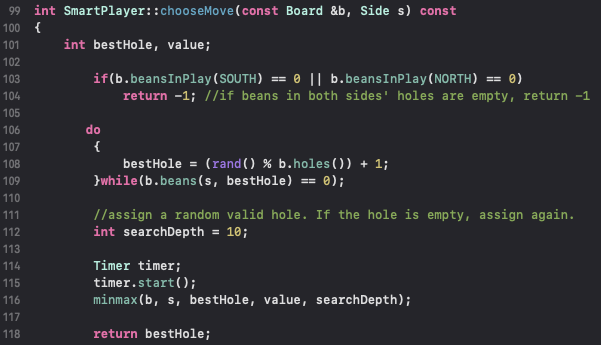 99 int SmartPlayer::chooseMove(const Board &b, Side s) const
100 {
101     int bestHole, value;
102
103         if(b.beansInPlay(SOUTH) == 0 || b.beansInPlay(NORTH) == 0)
104             return -1; //if beans in both sides' holes are empty, return -1
105
106        do
107         {
108             bestHole = (rand() % b.holes()) + 1;
109         }while(b.beans(s, bestHole) == 0);
110
111         //assign a random valid hole. If the hole is empty, assign again.
112         int searchDepth = 10;
113
114         Timer timer;
115         timer.start();
116         minmax(b, s, bestHole, value, searchDepth);
117
118         return bestHole;